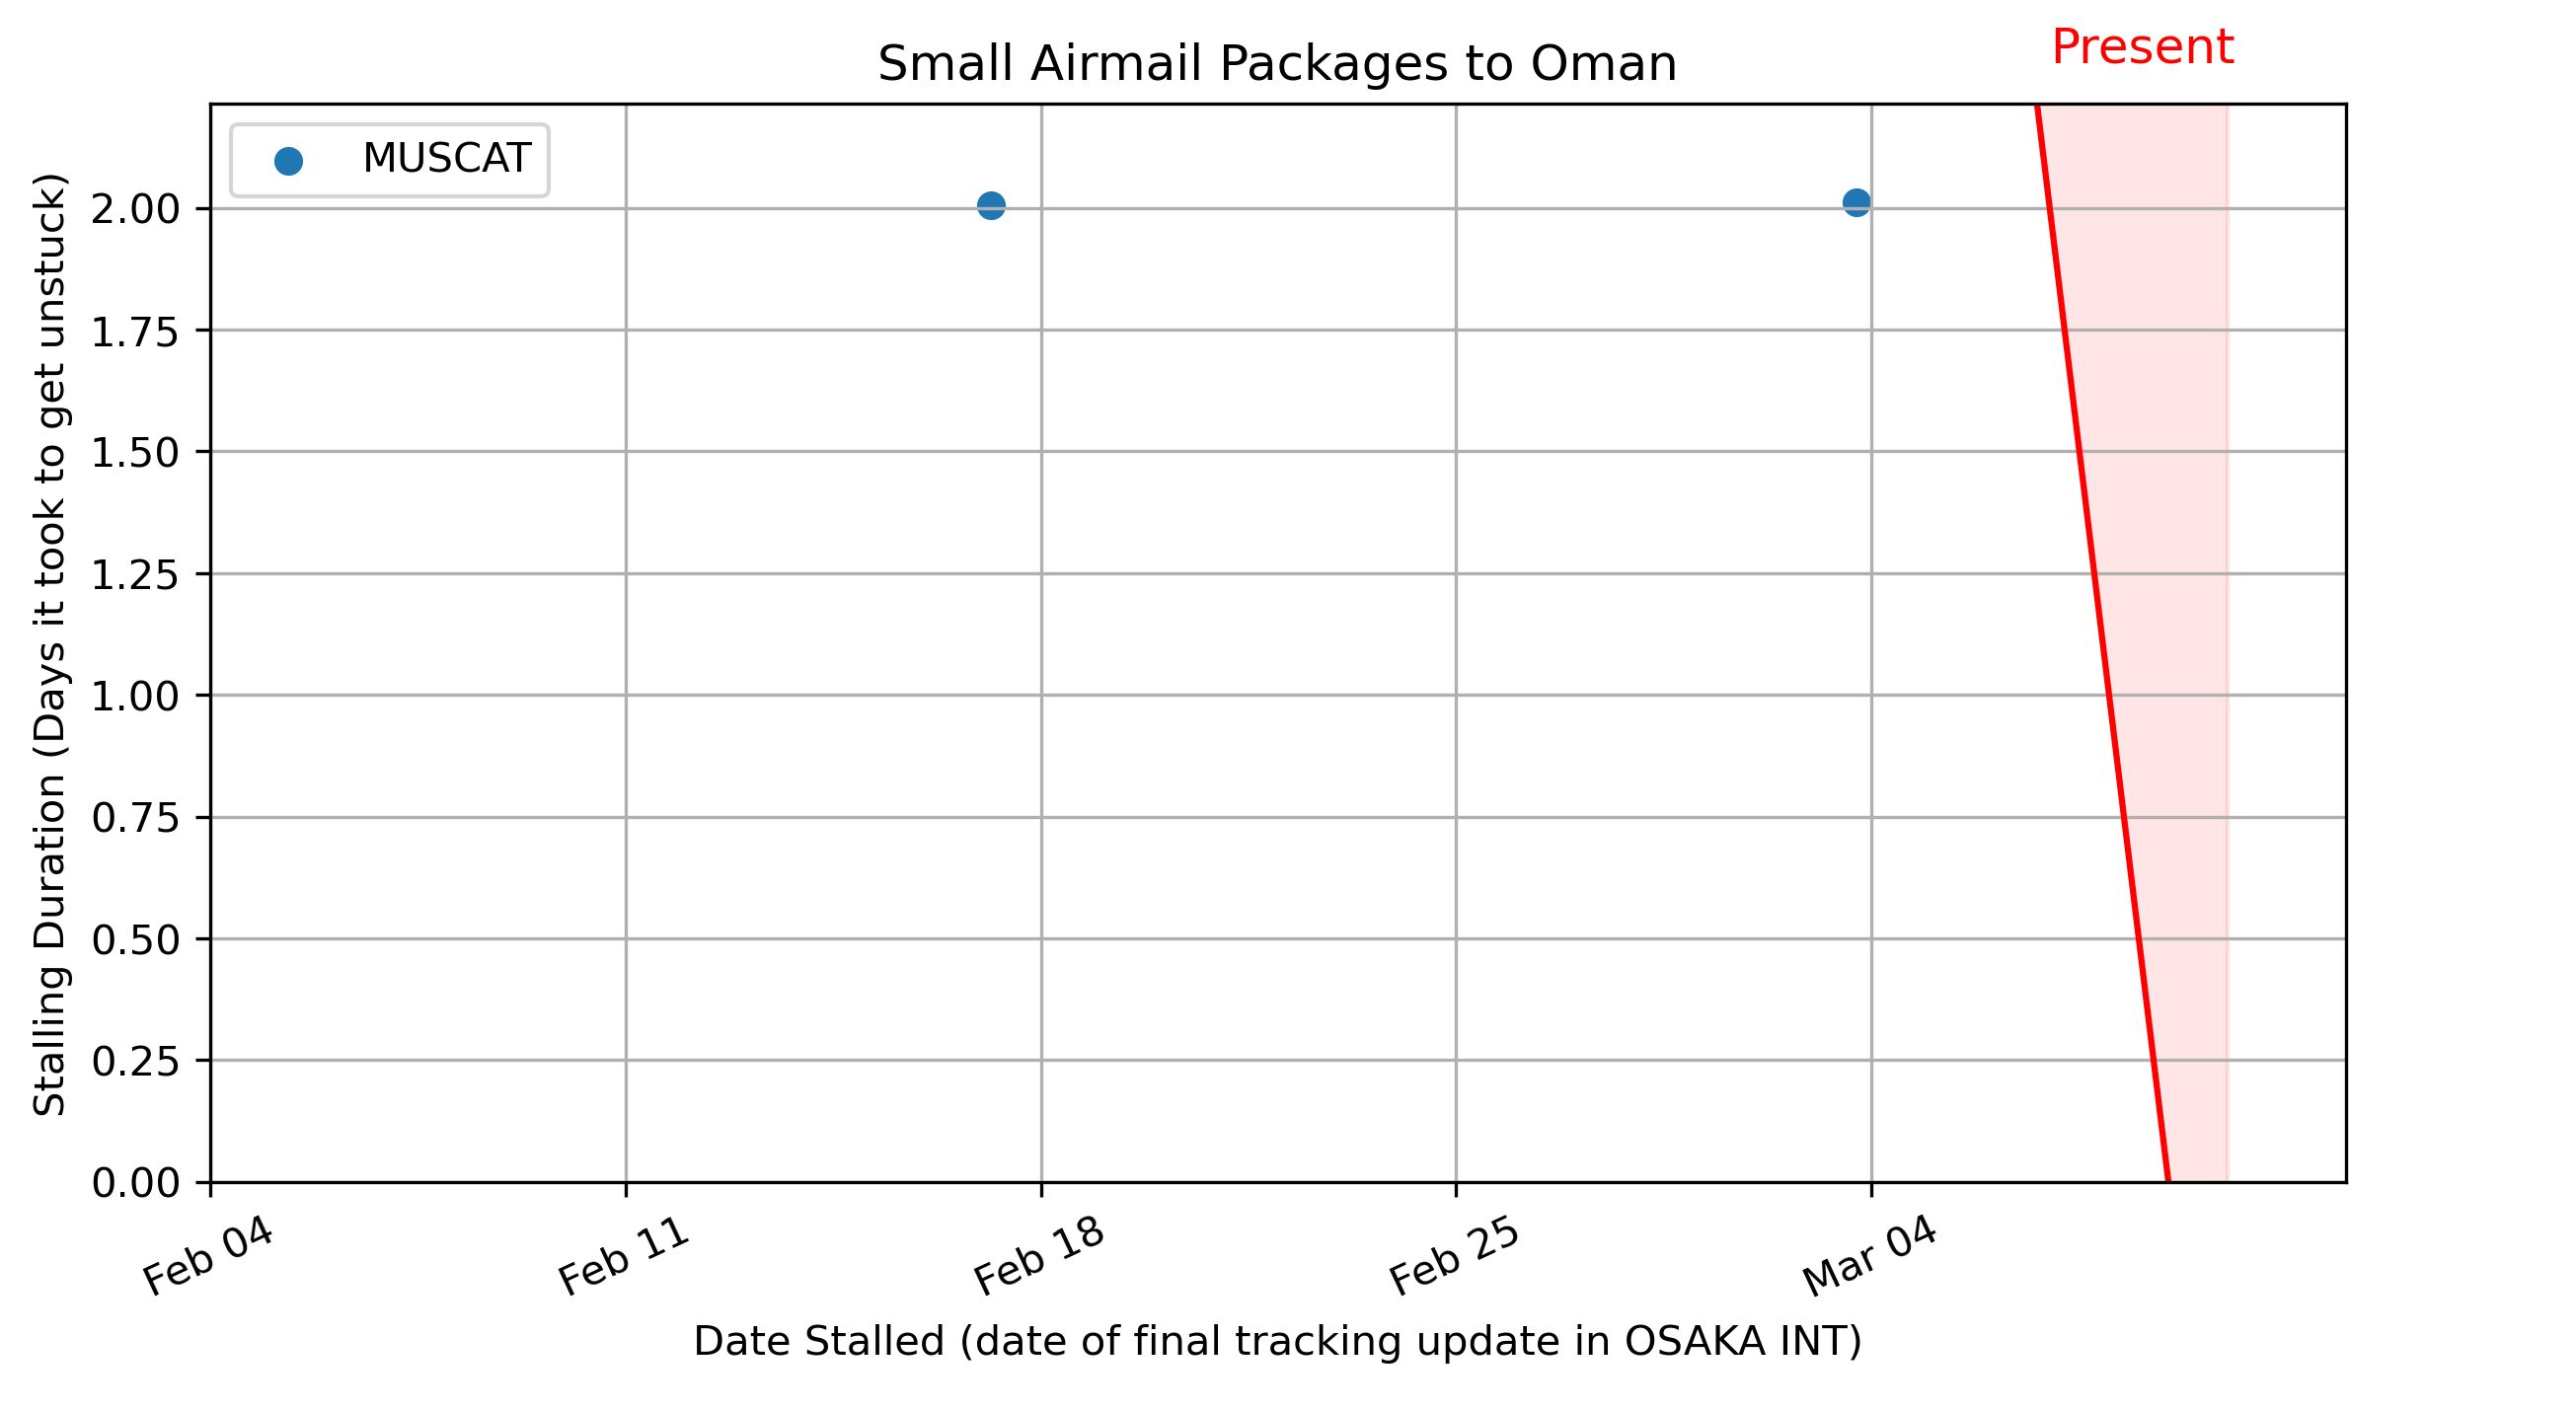 Present
Small Airmail Packages to Oman
MUSCAT
Stalling Duration (Days it took to get unstuck)
2.00
1.75
1.50
1.25
1.00
0.75
0.50
0.25
0.00
Feb 04
Feb 11
Feb 18
Feb 25
Mar 04
Date Stalled (date of final tracking update in OSAKA INT)